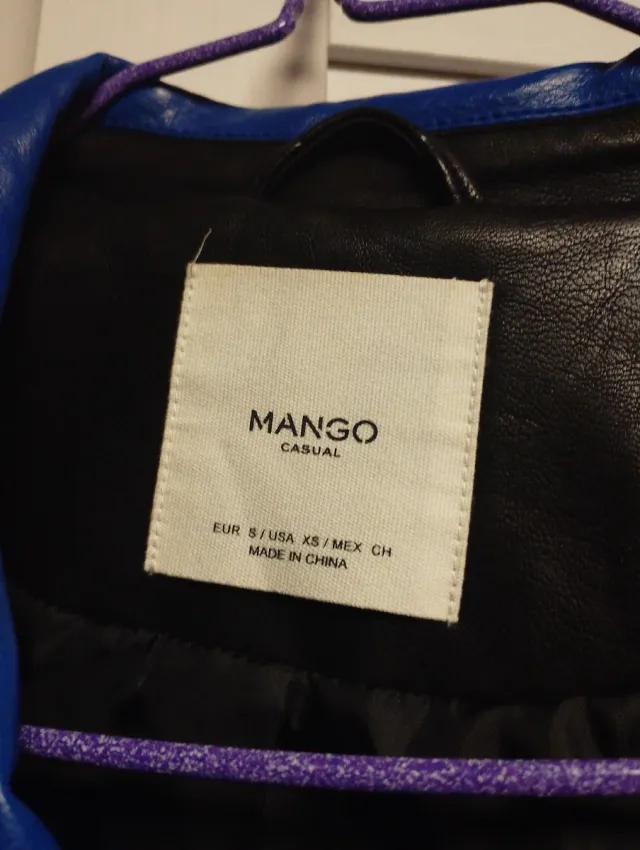 MANGO
CASUAL
EUR S / USA XS / MEX CH
MADE IN CHINA